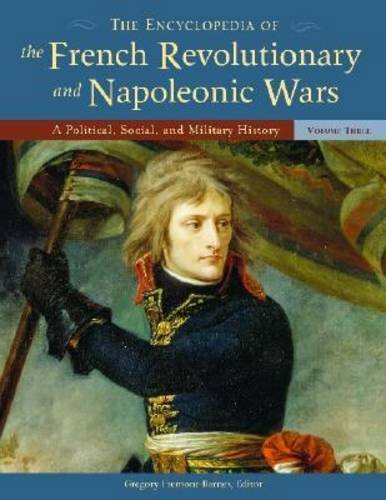 THE ENCYCLOPEDIA OF
the French Revolutionary
and Napoleonic Wars
A Political, Social, and Military History
VOLUME THREE
Gregory Fremont-Barnes, Editor